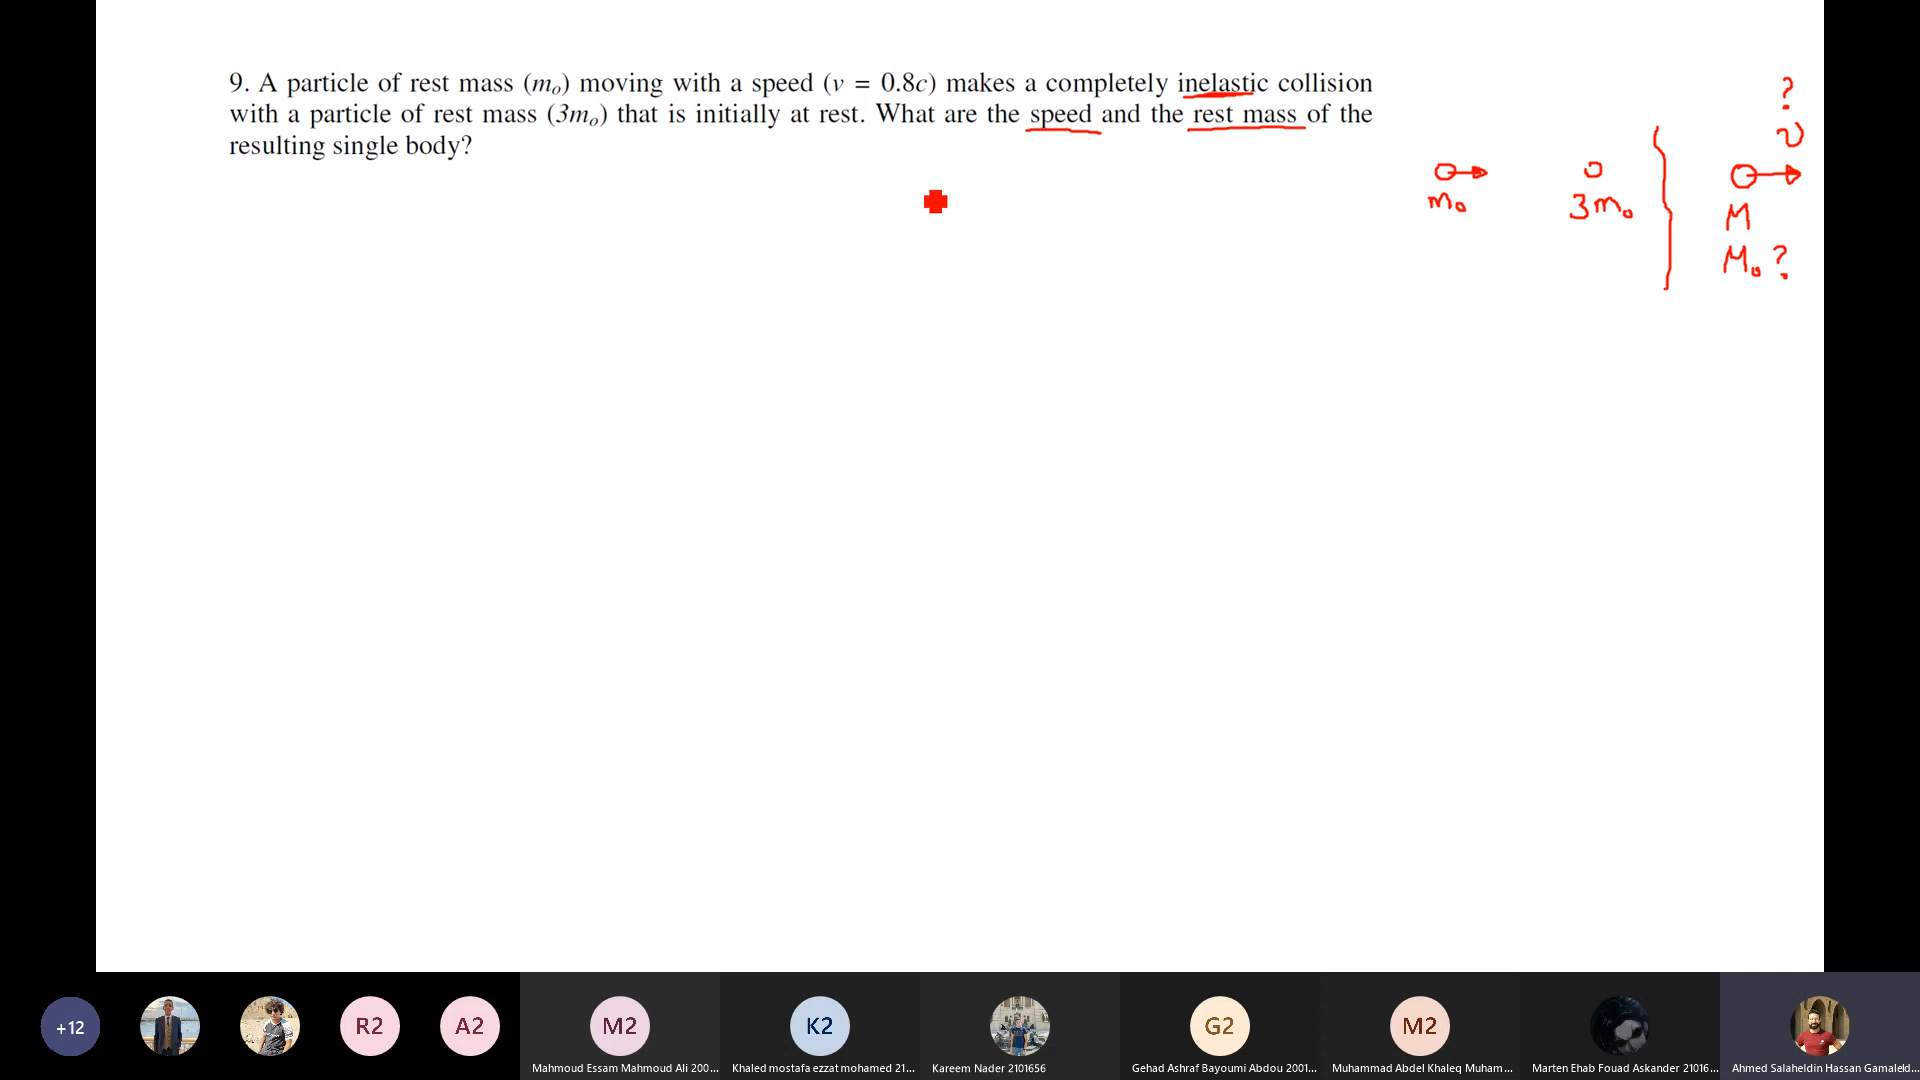 9. A particle of rest mass (mₒ) moving with a speed (v = 0.8c) makes a completely inelastic collision
with a particle of rest mass (3mₒ) that is initially at rest. What are the speed and the rest mass of the
resulting single body?
?
v
m₀ 3m₀ M
M₀ ?
+12
R2
A2
M2
K2
G2
M2
Mahmoud Essam Mahmoud Ali 200...
Khaled mostafa ezzat mohamed 21...
Kareem Nader 2101656
Gehad Ashraf Bayoumi Abdou 2001...
Muhammad Abdel Khaleq Muham...
Marten Ehab Fouad Askander 21016...
Ahmed Salaheldin Hassan Gamaleld...